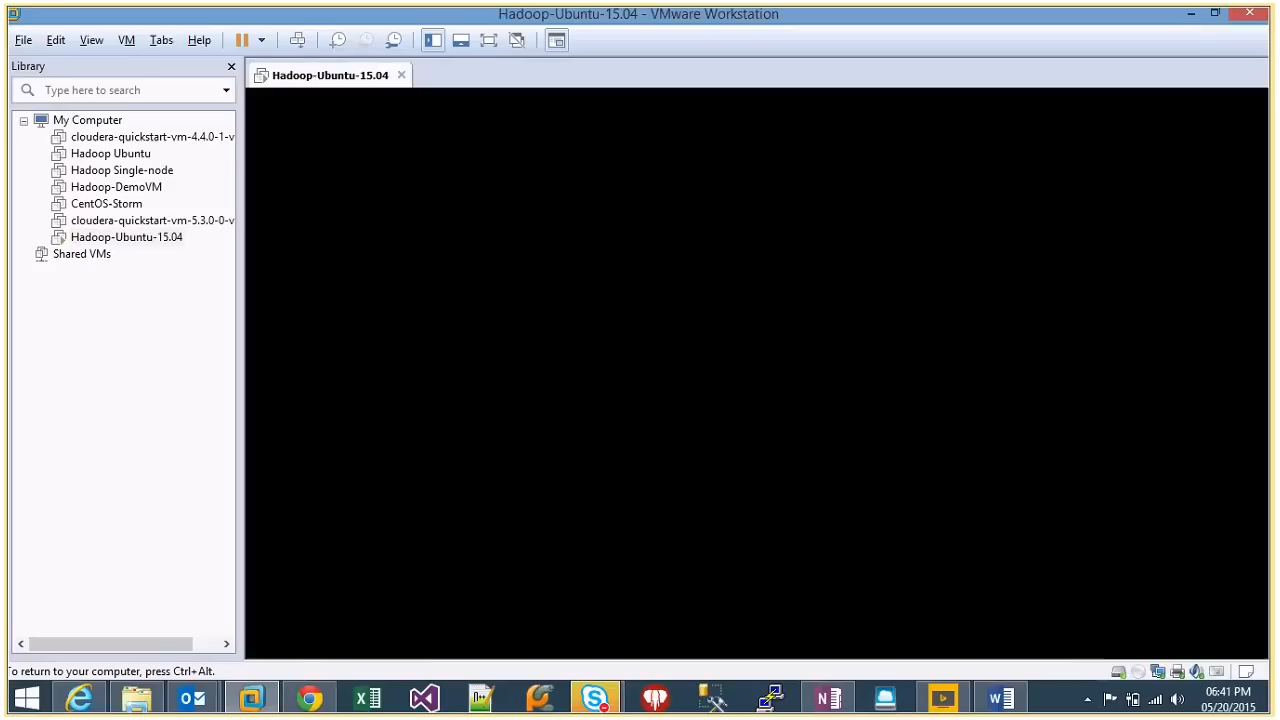 Hadoop-Ubuntu-15.04 - VMware Workstation
File Edit View VM Tabs Help
Library
Type here to search
Hadoop-Ubuntu-15.04
My Computer
cloudera-quickstart-vm-4.4.0-1-v
Hadoop Ubuntu
Hadoop Single-node
Hadoop-DemoVM
CentOS-Storm
cloudera-quickstart-vm-5.3.0-0-v
Hadoop-Ubuntu-15.04
Shared VMs
To return to your computer, press Ctrl+Alt.
06:41 PM
05/20/2015